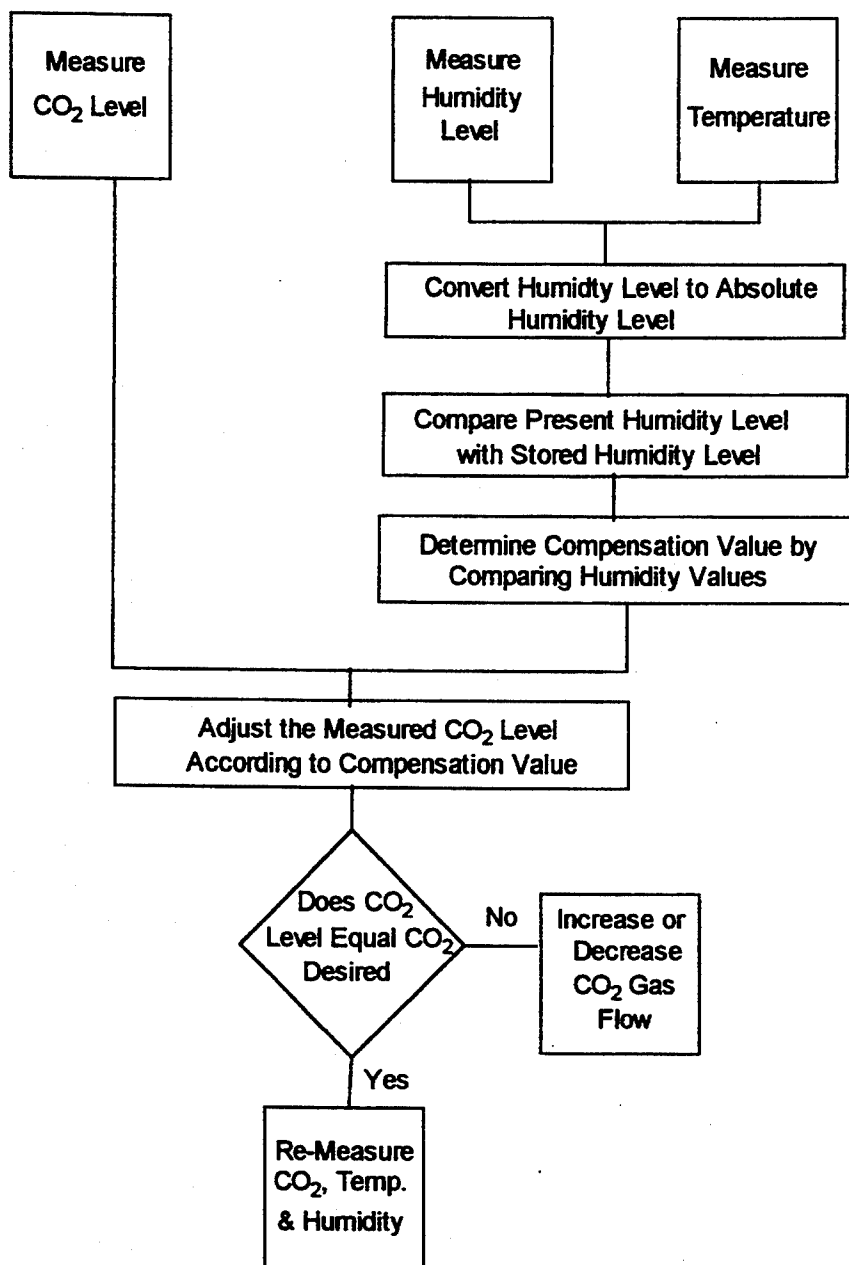 Measure
CO₂ Level
Measure
Humidity
Level
Measure
Temperature
Convert Humidty Level to Absolute
Humidity Level
Compare Present Humidity Level
with Stored Humidity Level
Determine Compensation Value by
Comparing Humidity Values
Adjust the Measured CO₂ Level
According to Compensation Value
Does CO₂
Level Equal CO₂
Desired
No
Increase or
Decrease
CO₂ Gas
Flow
Yes
Re-Measure
CO₂, Temp.
& Humidity